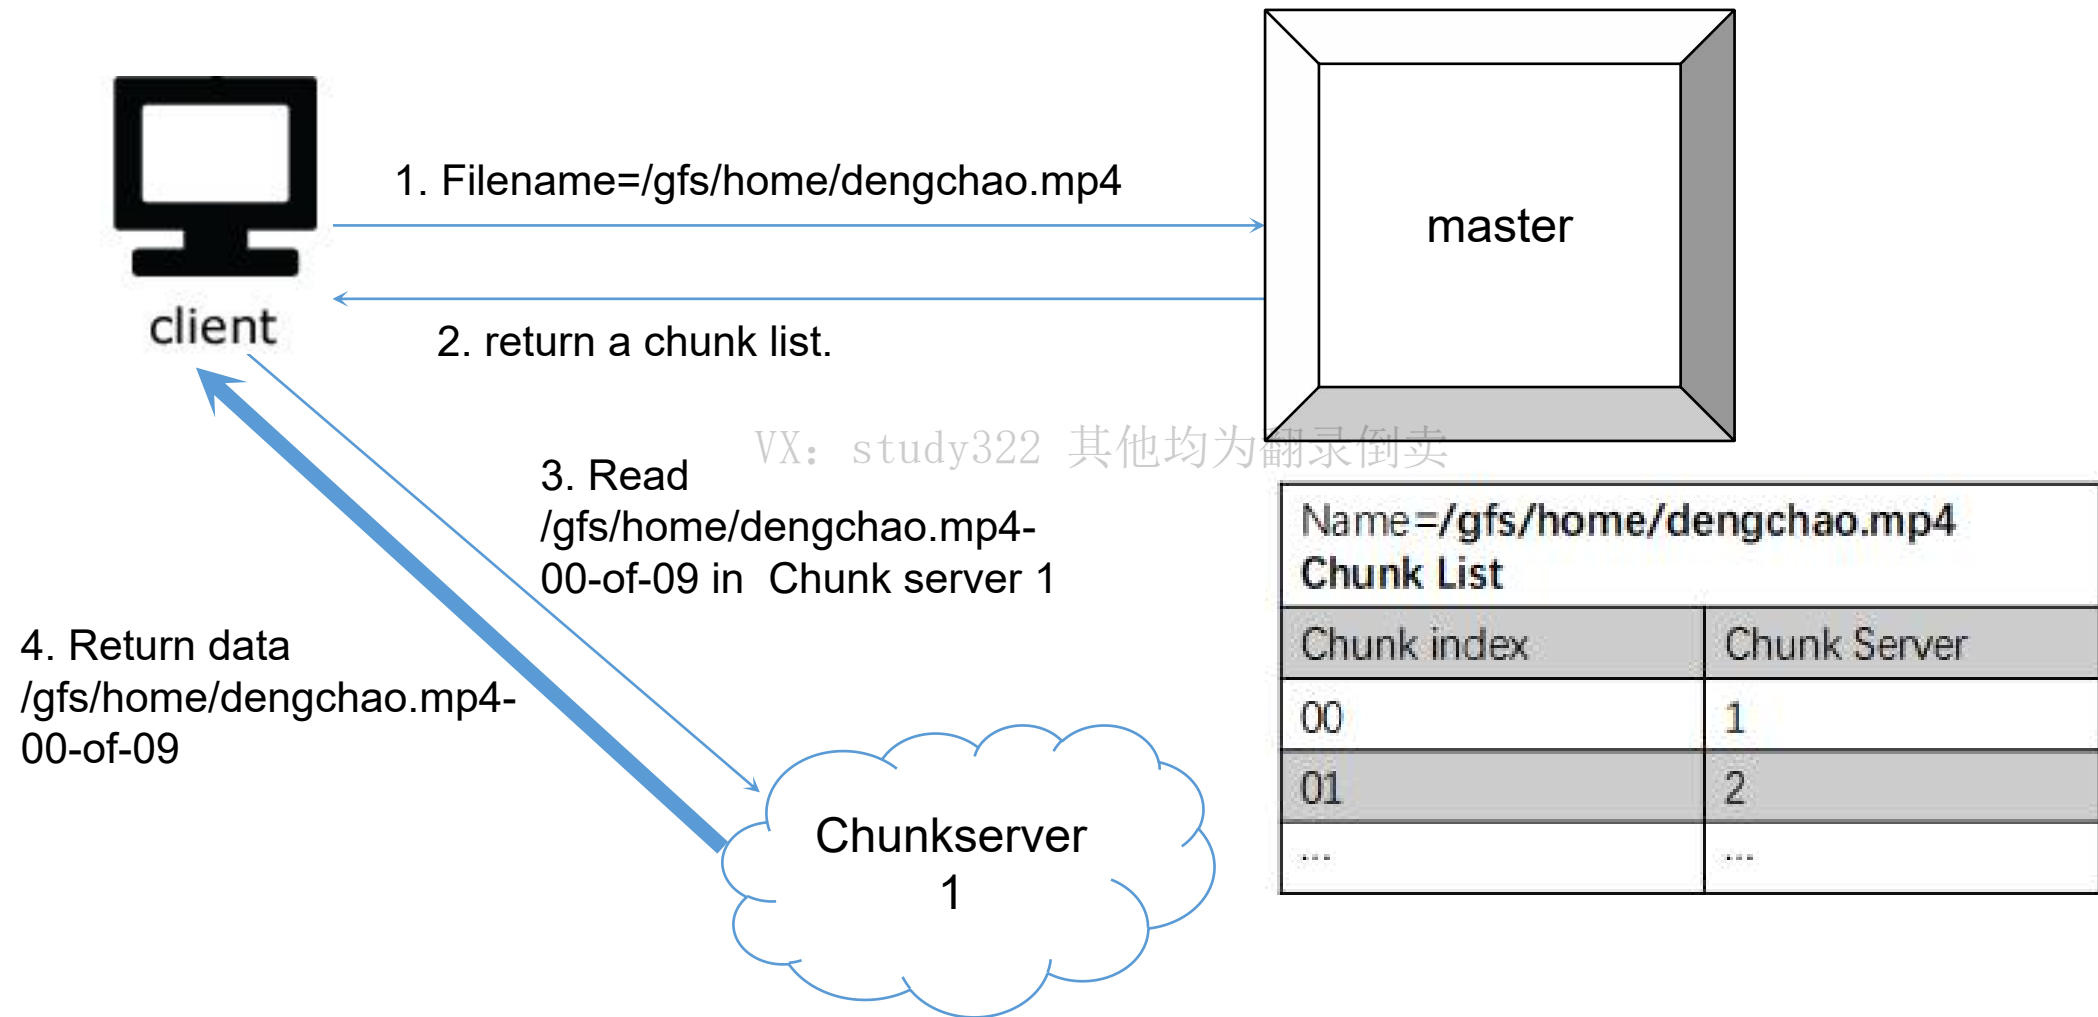 1. Filename=/gfs/home/dengchao.mp4
master
client
2. return a chunk list.
VX: study322 其他均为翻录倒卖
3. Read
/gfs/home/dengchao.mp4-
00-of-09 in Chunk server 1
4. Return data
/gfs/home/dengchao.mp4-
00-of-09
Chunkserver
1
Name=/gfs/home/dengchao.mp4
Chunk List
Chunk index Chunk Server
00 1
01 2
... ...